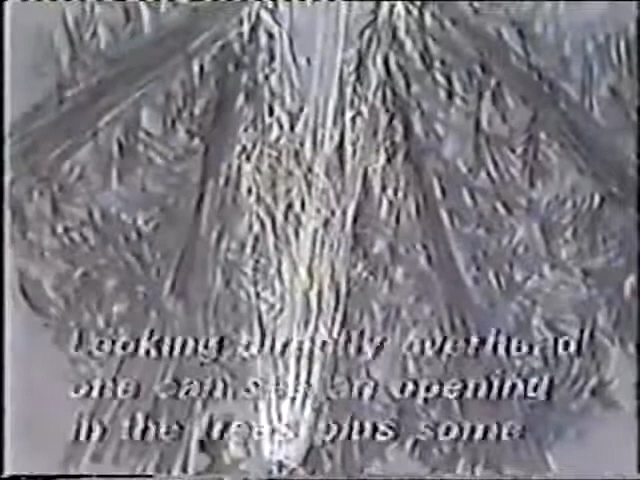 Looking directly overhead
one can see an opening
in the trees plus some